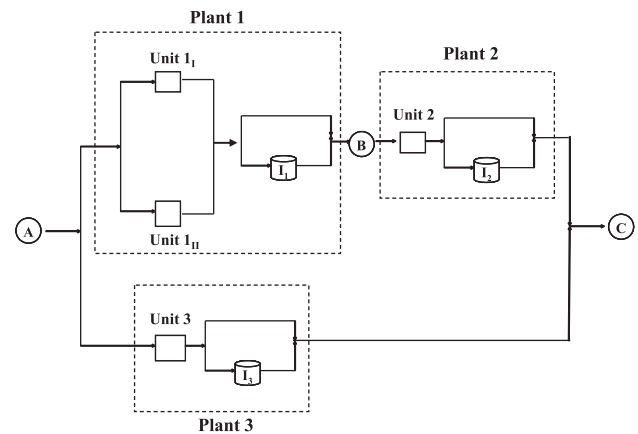 Plant 1
Plant 2
Unit 1I
Unit 2
I1
B
I2
A
Unit 1II
C
Unit 3
I3
Plant 3